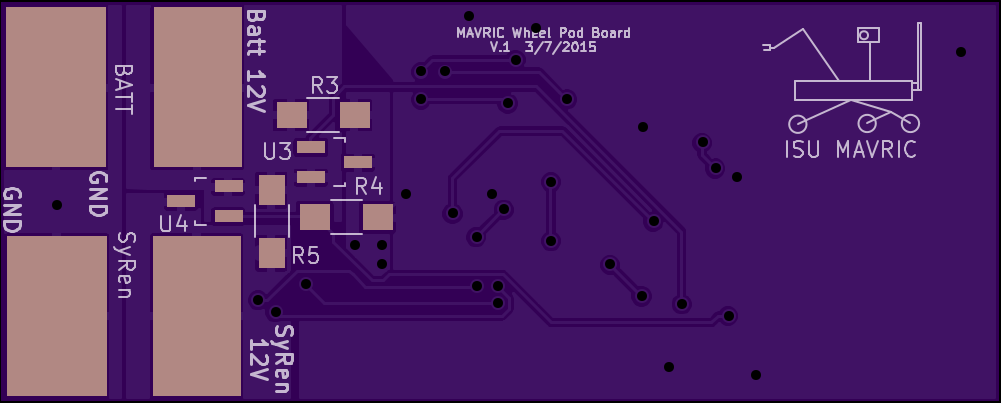 MAVRIC Wheel Pod Board
V.1 3/7/2015
ISU MAVRIC
BATT
Batt 12V
R3
U3
R4
GND
GND
U4
R5
SyRen
SyRen
12V